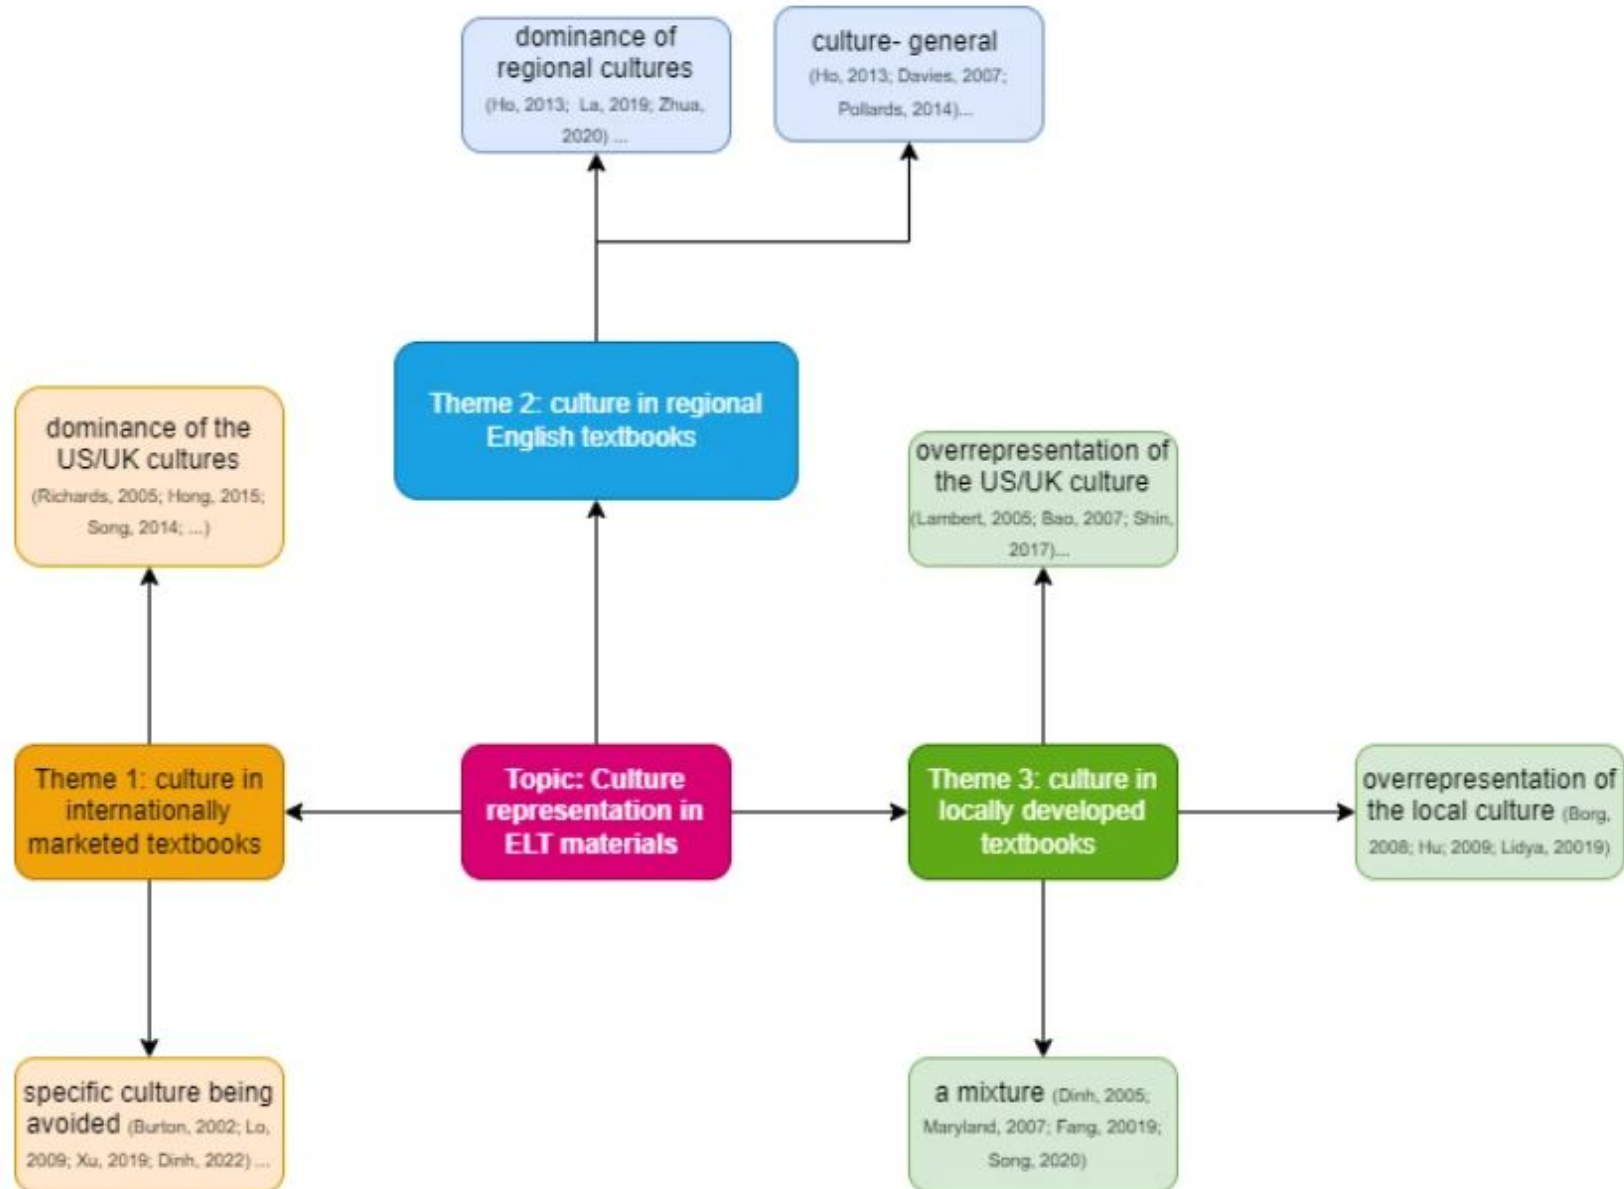 dominance of
regional cultures
(Ho, 2013; La, 2019; Zhua,
2020) ...
culture- general
(Ho, 2013; Davies, 2007;
Pollards, 2014)...
Theme 2: culture in regional
English textbooks
dominance of the
US/UK cultures
(Richards, 2005; Hong, 2015;
Song, 2014; ...)
overrepresentation of
the US/UK culture
(Lambert, 2005; Bao, 2007; Shin,
2017)...
Theme 1: culture in
internationally
marketed textbooks
Topic: Culture
representation in
ELT materials
Theme 3: culture in
locally developed
textbooks
overrepresentation of
the local culture (Borg,
2008; Hu; 2009; Lidya, 20019)
specific culture being
avoided (Burton, 2002; Lo,
2009; Xu, 2019; Dinh, 2022) ...
a mixture (Dinh, 2005;
Maryland, 2007; Fang, 20019;
Song, 2020)